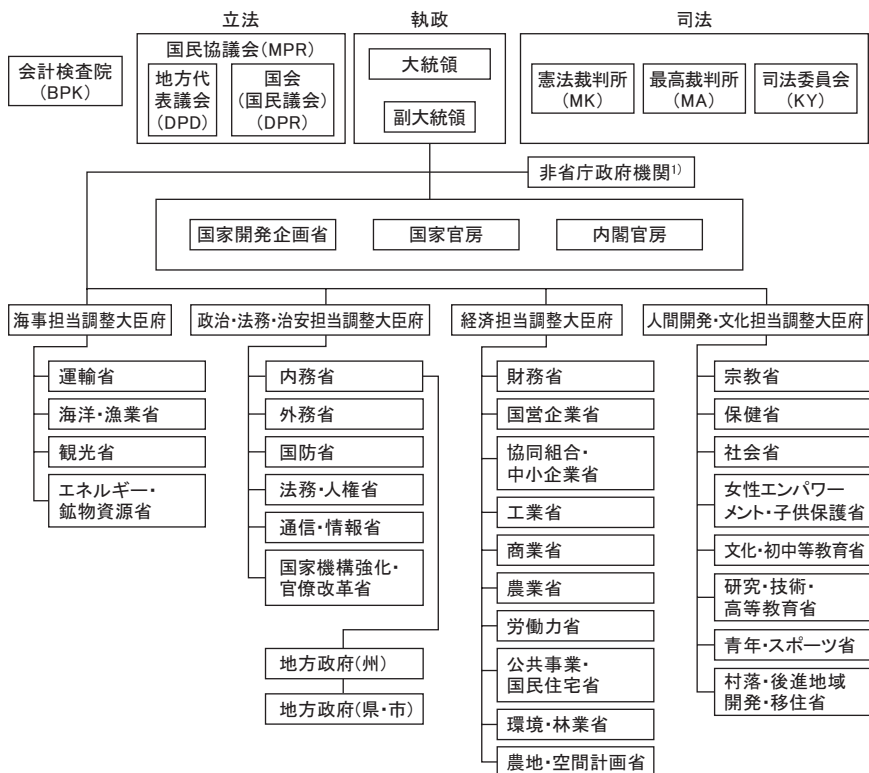 立法
執政
司法
会計検査院
(BPK)
国民協議会(MPR)
地方代
表議会
(DPD)
国会
(国民議会)
(DPR)
大統領
副大統領
憲法裁判所
(MK)
最高裁判所
(MA)
司法委員会
(KY)
非省庁政府機関1)
国家開発企画省
国家官房
内閣官房
海事担当調整大臣府
運輸省
海洋・漁業省
観光省
エネルギー・
鉱物資源省
政治・法務・治安担当調整大臣府
内務省
外務省
国防省
法務・人権省
通信・情報省
国家機構強化・
官僚改革省
地方政府(州)
地方政府(県・市)
経済担当調整大臣府
財務省
国営企業省
協同組合・
中小企業省
工業省
商業省
農業省
労働力省
公共事業・
国民住宅省
環境・林業省
農地・空間計画省
人間開発・文化担当調整大臣府
宗教省
保健省
社会省
女性エンパワー
メント・子供保護省
文化・初中等教育省
研究・技術・
高等教育省
青年・スポーツ省
村落・後進地域
開発・移住省